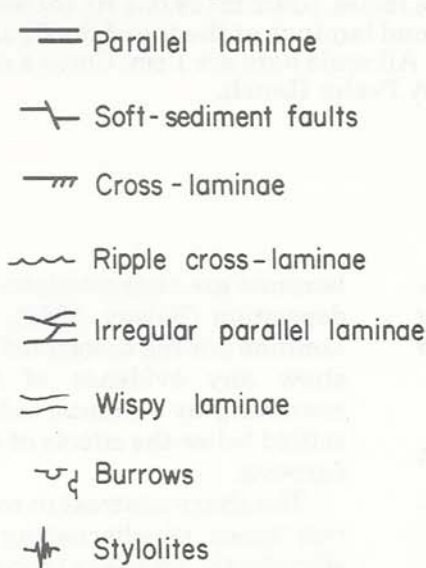 Parallel laminae
Soft-sediment faults
Cross-laminae
Ripple cross-laminae
Irregular parallel laminae
Wispy laminae
Burrows
Stylolites